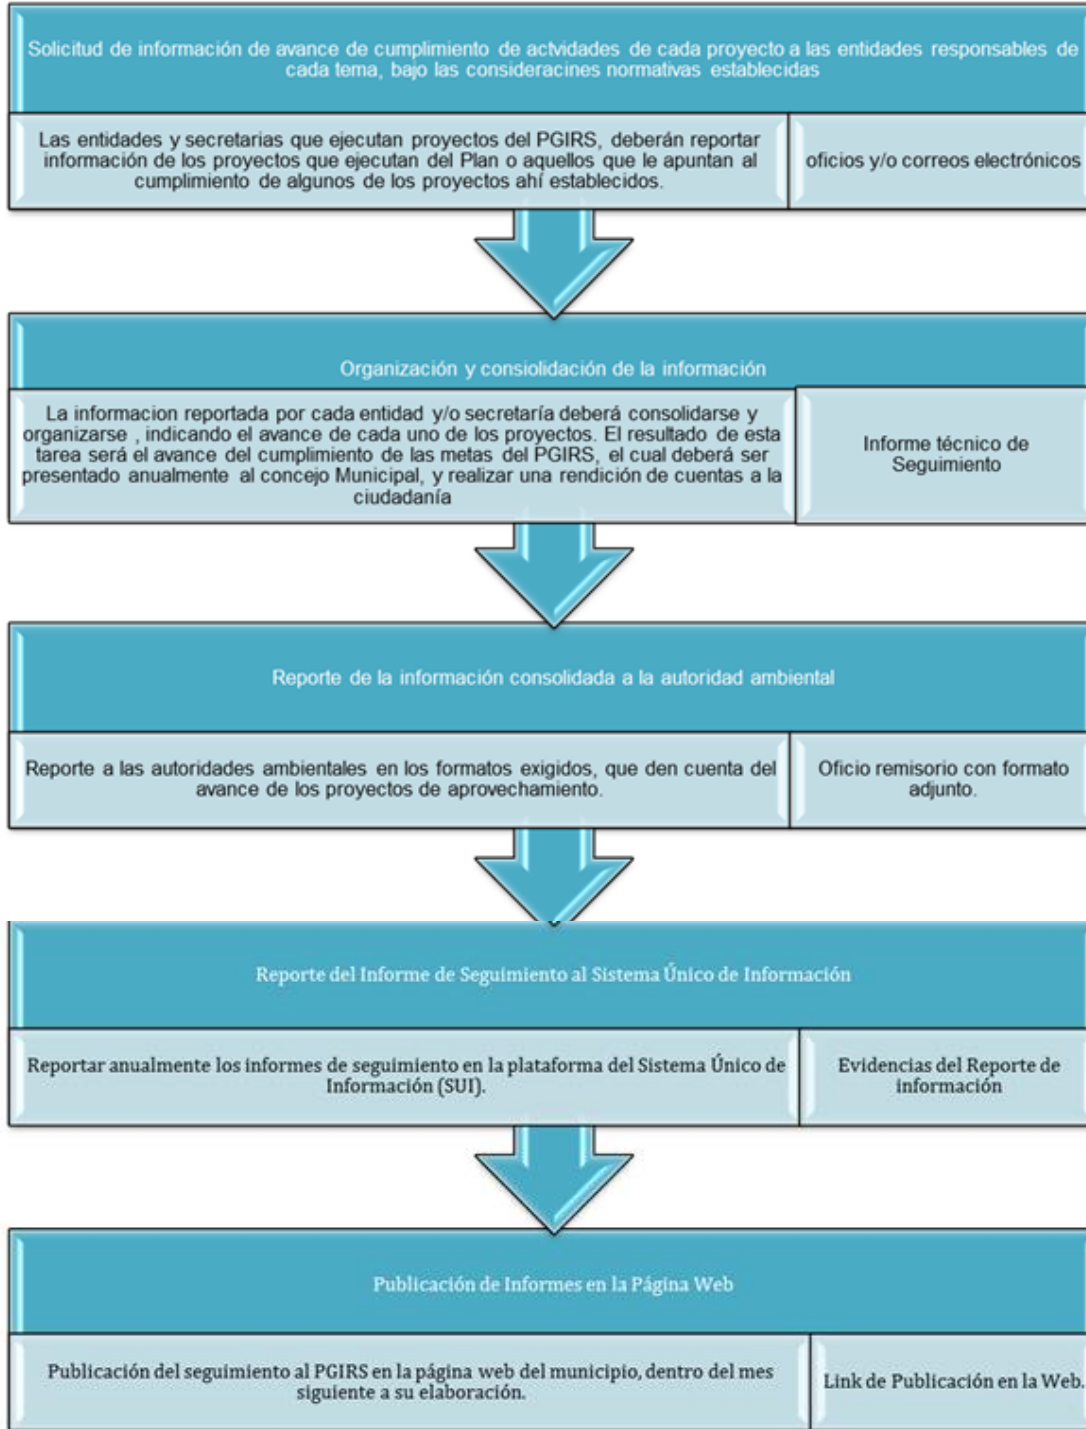 Solicitud de información de avance de cumplimiento de actvidades de cada proyecto a las entidades responsables de
cada tema, bajo las consideracines normativas establecidas
Las entidades y secretarias que ejecutan proyectos del PGIRS, deberán reportar
información de los proyectos que ejecutan del Plan o aquellos que le apuntan al
cumplimiento de algunos de los proyectos ahí establecidos.
oficios y/o correos electrónicos
Organización y consiolidación de la información
La informacion reportada por cada entidad y/o secretaría deberá consolidarse y
organizarse , indicando el avance de cada uno de los proyectos. El resultado de esta
tarea será el avance del cumplimiento de las metas del PGIRS, el cual deberá ser
presentado anualmente al concejo Municipal, y realizar una rendición de cuentas a la
ciudadanía
Informe técnico de
Seguimiento
Reporte de la información consolidada a la autoridad ambiental
Reporte a las autoridades ambientales en los formatos exigidos, que den cuenta del
avance de los proyectos de aprovechamiento.
Oficio remisorio con formato
adjunto.
Reporte del Informe de Seguimiento al Sistema Único de Información
Reportar anualmente los informes de seguimiento en la plataforma del Sistema Único de
Información (SUI).
Evidencias del Reporte de
información
Publicación de Informes en la Página Web
Publicación del seguimiento al PGIRS en la página web del municipio, dentro del mes
siguiente a su elaboración.
Link de Publicación en la Web.